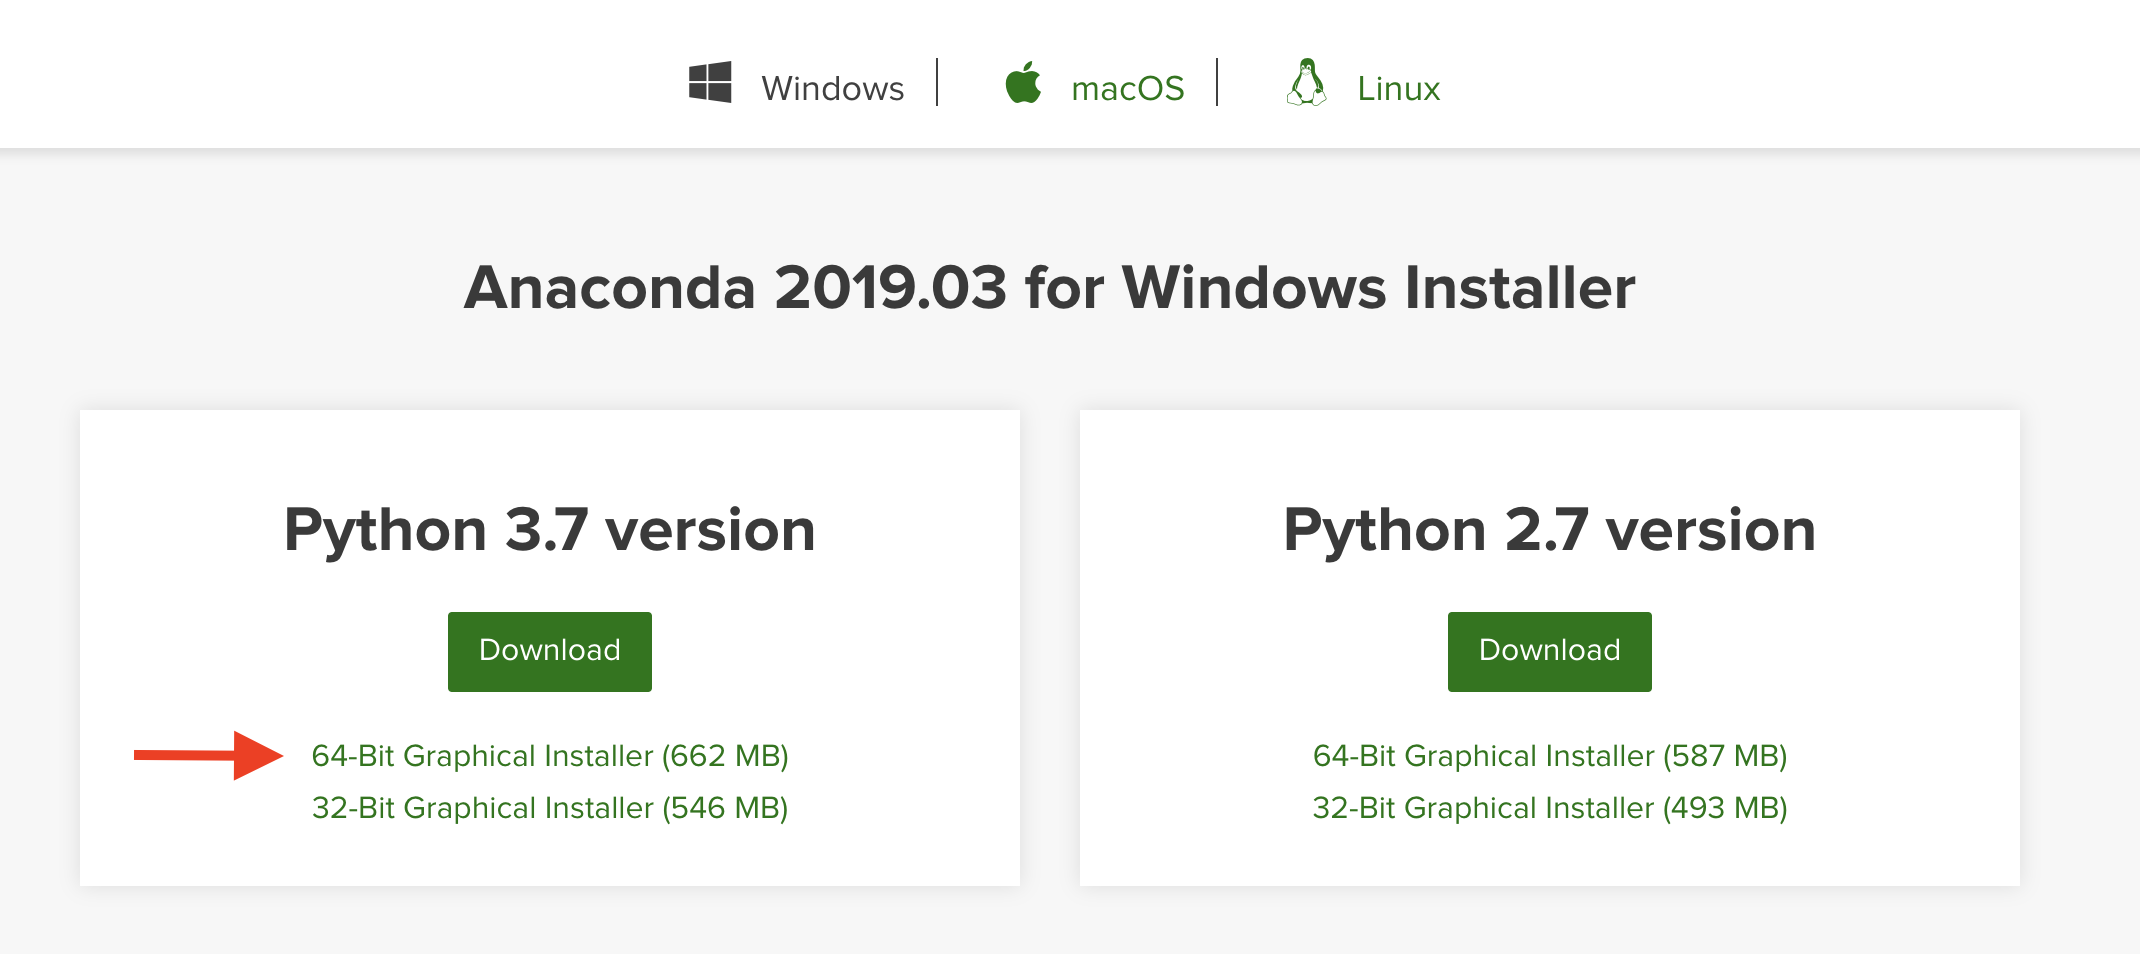 Windows
macOS
Linux
Anaconda 2019.03 for Windows Installer
Python 3.7 version
Download
64-Bit Graphical Installer (662 MB)
32-Bit Graphical Installer (546 MB)
Python 2.7 version
Download
64-Bit Graphical Installer (587 MB)
32-Bit Graphical Installer (493 MB)